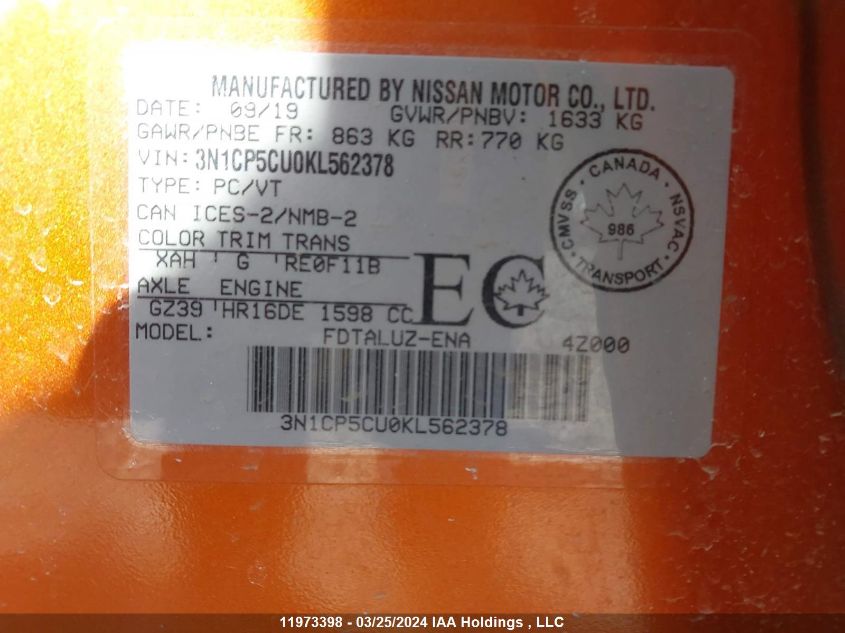 MANUFACTURED BY NISSAN MOTOR CO., LTD.
DATE: 09/19 GVWR/PNBV: 1633 KG
GAWR/PNBE FR: 863 KG RR: 770 KG
VIN: 3N1CP5CU0KL562378
TYPE: PC/VT
CAN ICES-2/NMB-2
COLOR TRIM TRANS
XAH G RE0F11B
AXLE ENGINE
GZ39 HR16DE 1598 CC
EC
MODEL: FDTALUZ-ENA 4Z000
3N1CP5CU0KL562378
CANADA
CMVSS 986 NSVAC
TRANSPORT
11973398 - 03/25/2024 IAA Holdings , LLC